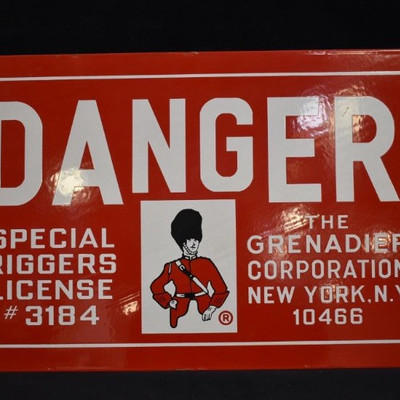 DANGER
SPECIAL
RIGGERS
LICENSE
# 3184
®
THE
GRENADIER
CORPORATION
NEW YORK, N.Y.
10466